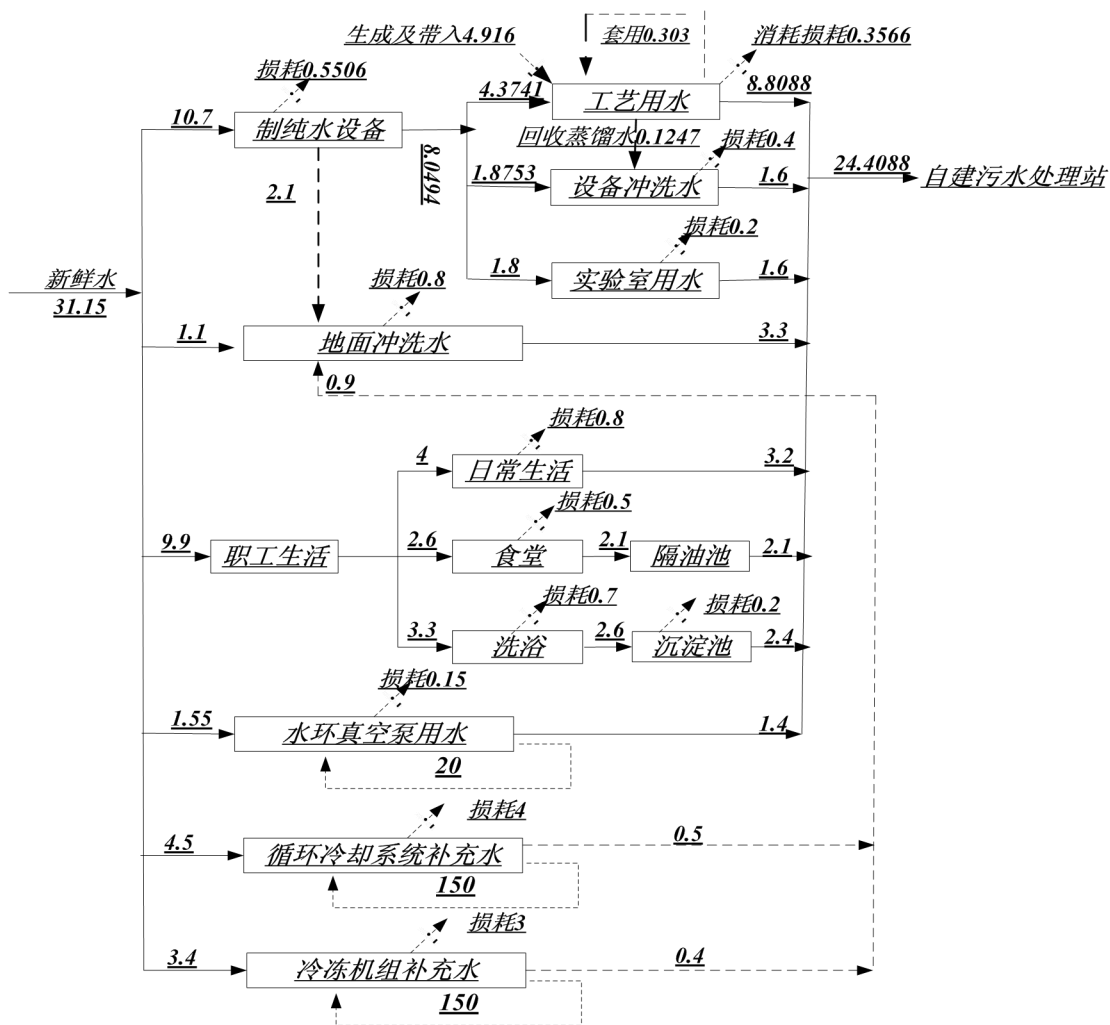 生成及带入4.916
套用0.303
消耗损耗0.3566
损耗0.5506
4.3741
工艺用水
8.8088
10.7
制纯水设备
8.0494
回收蒸馏水0.1247
损耗0.4
2.1
1.8753
设备冲洗水
1.6
24.4088
自建污水处理站
损耗0.2
新鲜水
31.15
1.8
实验室用水
1.6
损耗0.8
1.1
地面冲洗水
3.3
0.9
损耗0.8
4
日常生活
3.2
损耗0.5
9.9
职工生活
2.6
食堂
2.1
隔油池
2.1
损耗0.7
损耗0.2
3.3
洗浴
2.6
沉淀池
2.4
损耗0.15
1.55
水环真空泵用水
1.4
20
损耗4
4.5
循环冷却系统补充水
0.5
150
损耗3
3.4
冷冻机组补充水
0.4
150